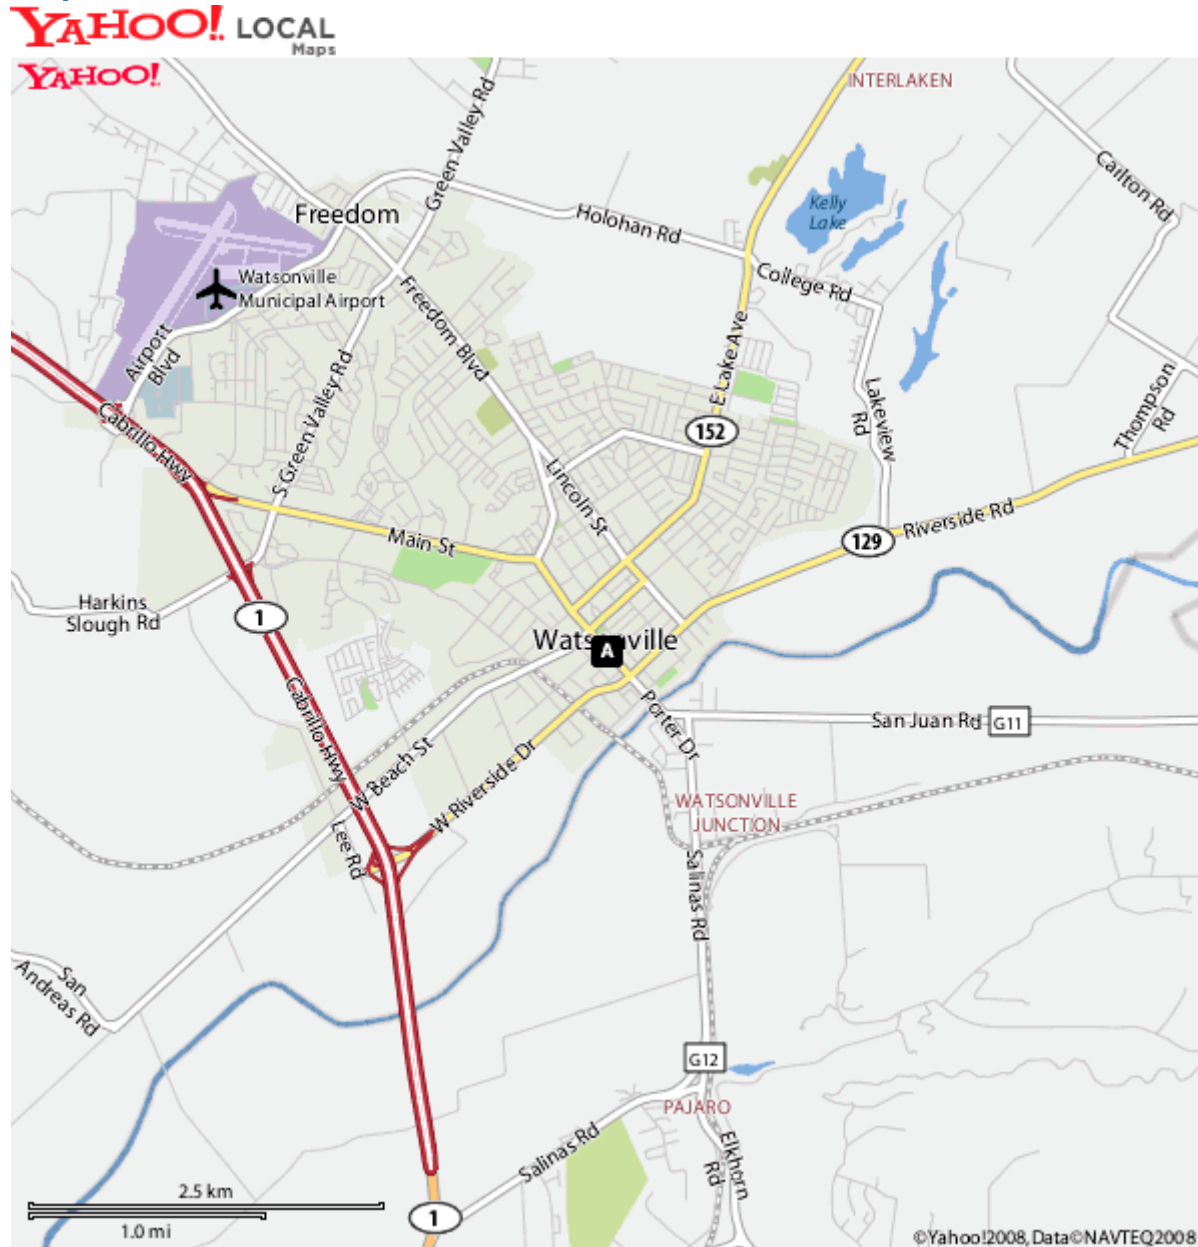 YAHOO! LOCAL
Maps
YAHOO!
INTERLAKEN
Green Valley Rd
Carlton Rd
Kelly
Lake
Freedom
Holohan Rd
Watsonville
Municipal Airport
College Rd
Freedom Blvd
Airport
Blvd
E Lake Ave
S Green Valley Rd
Lakeview
Rd
Thompson
Rd
Cabrillo Hwy
152
Lincoln St
Main St
Riverside Rd
129
Harkins
Slough Rd
1
Watsonville
A
Cabrillo Hwy
Porter Dr
San Juan Rd
G11
W Beach St
W Riverside Dr
WATSONVILLE
JUNCTION
Lee Rd
Salinas Rd
San
Andreas Rd
G12
PAJARO
Salinas Rd
Elkhorn
Rd
2.5 km
1.0 mi
1
©Yahoo!2008, Data©NAVTEQ2008